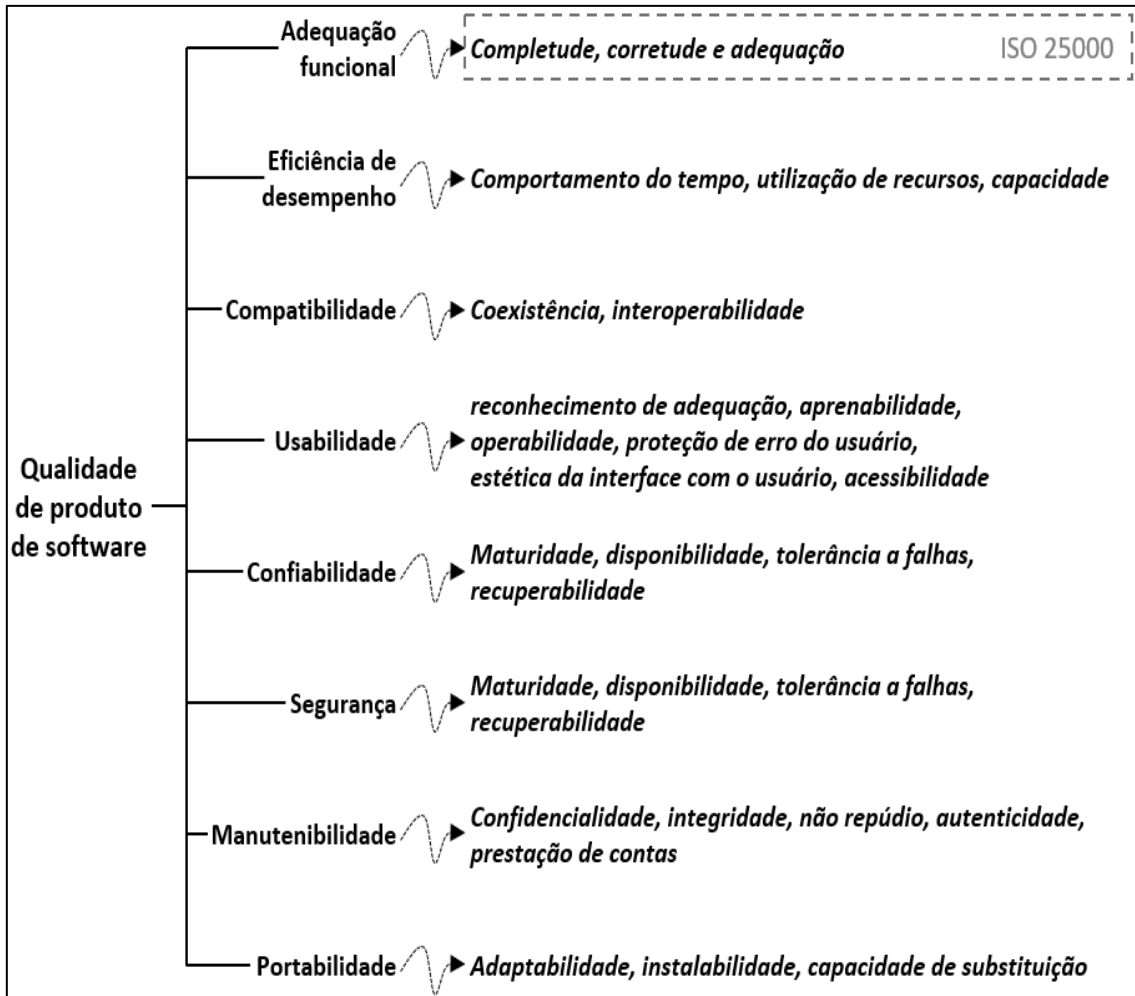 Adequação
funcional
Completude, corretude e adequação
ISO 25000
Eficiência de
desempenho
Comportamento do tempo, utilização de recursos, capacidade
Compatibilidade
Coexistência, interoperabilidade
Usabilidade
reconhecimento de adequação, aprenabilidade,
operabilidade, proteção de erro do usuário,
estética da interface com o usuário, acessibilidade
Qualidade
de produto
de software
Confiabilidade
Maturidade, disponibilidade, tolerância a falhas,
recuperabilidade
Segurança
Maturidade, disponibilidade, tolerância a falhas,
recuperabilidade
Manutenibilidade
Confidencialidade, integridade, não repúdio, autenticidade,
prestação de contas
Portabilidade
Adaptabilidade, instalabilidade, capacidade de substituição